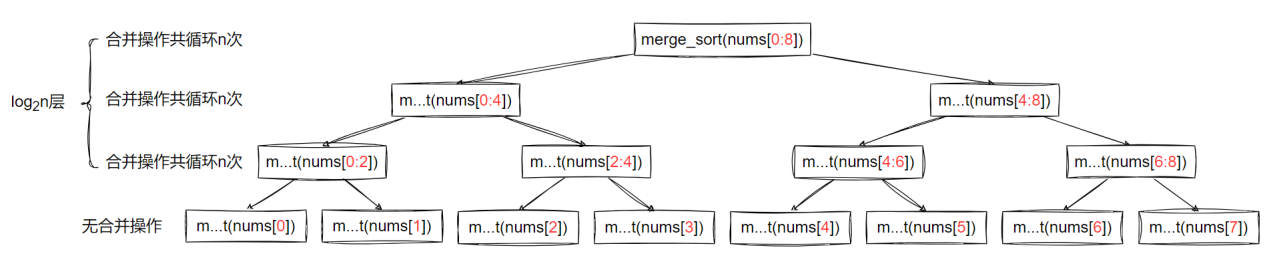 合并操作共循环n次
merge_sort(nums[0:8])
log2n层
合并操作共循环n次
m...t(nums[0:4])
m...t(nums[4:8])
合并操作共循环n次
m...t(nums[0:2])
m...t(nums[2:4])
m...t(nums[4:6])
m...t(nums[6:8])
无合并操作
m...t(nums[0])
m...t(nums[1])
m...t(nums[2])
m...t(nums[3])
m...t(nums[4])
m...t(nums[5])
m...t(nums[6])
m...t(nums[7])